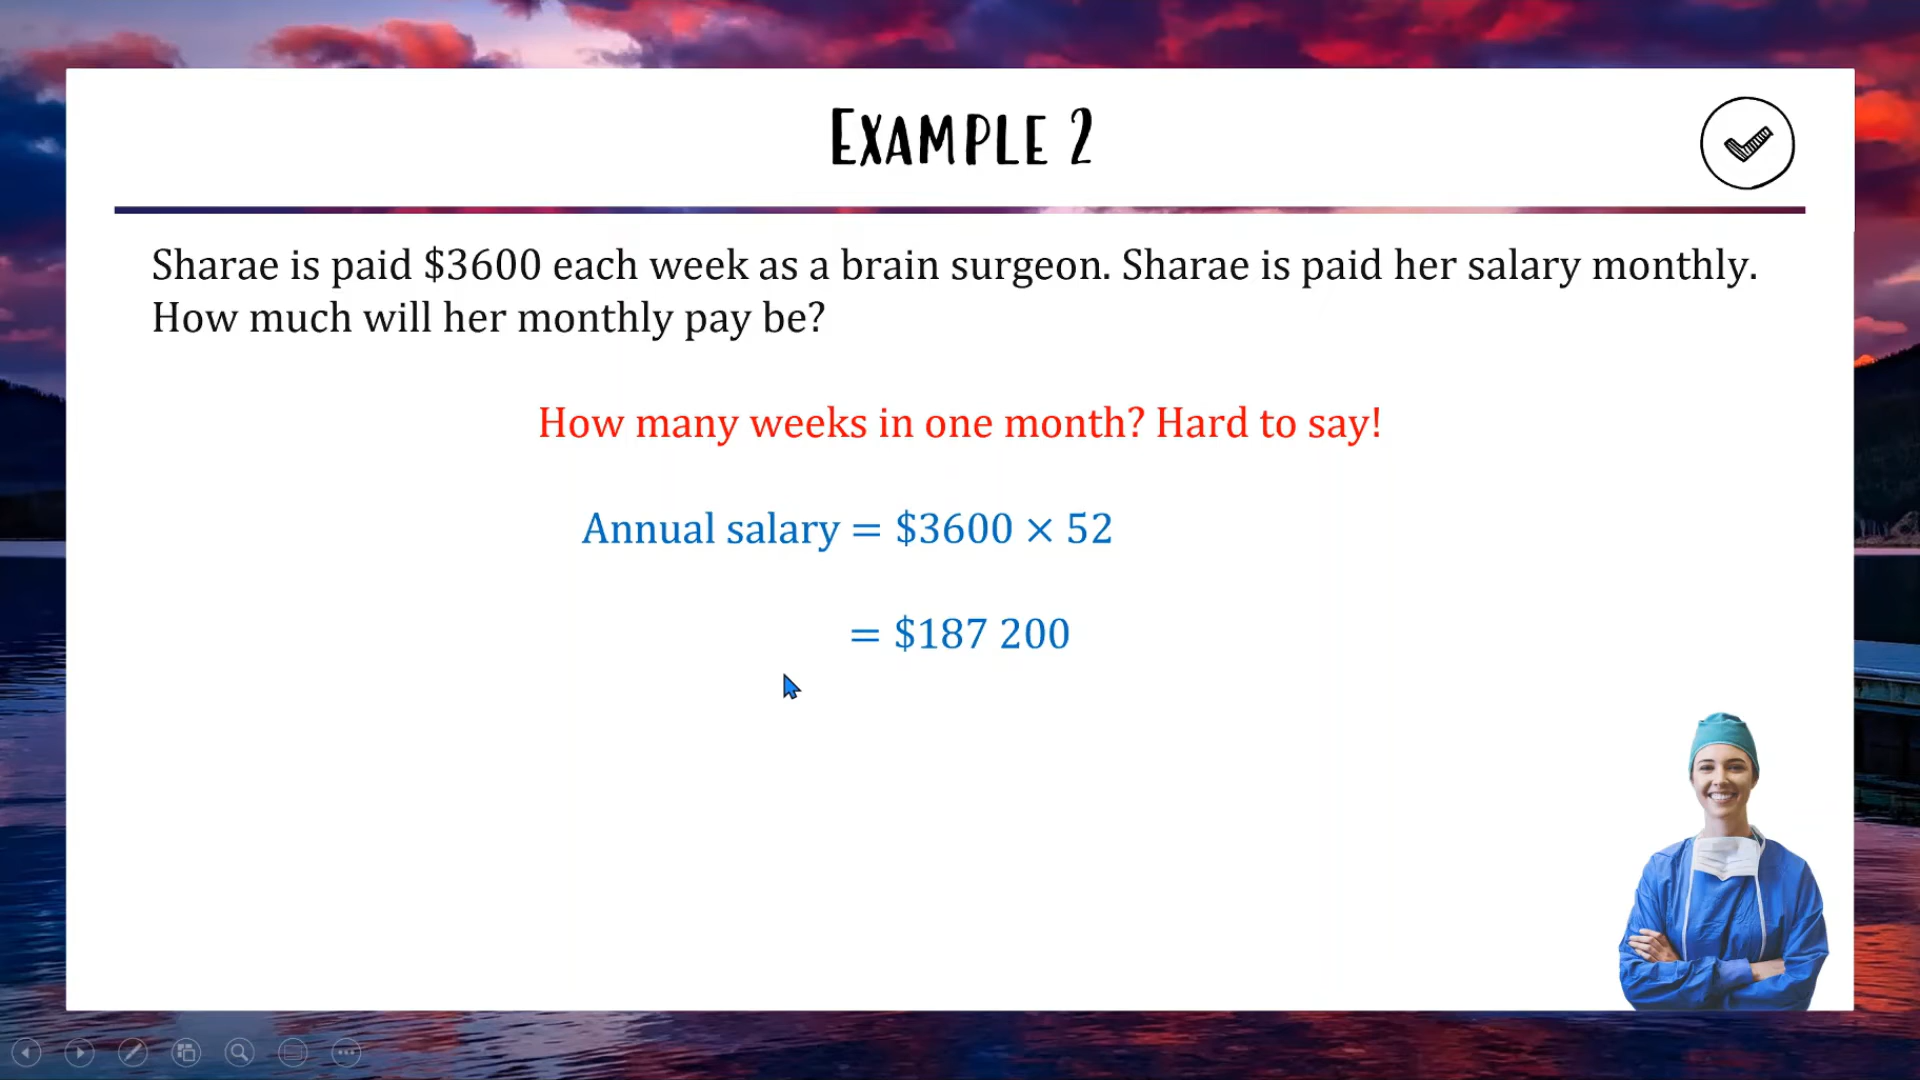 EXAMPLE 2
Sharae is paid $3600 each week as a brain surgeon. Sharae is paid her salary monthly.
How much will her monthly pay be?
How many weeks in one month? Hard to say!
Annual salary = $3600 × 52
= $187 200